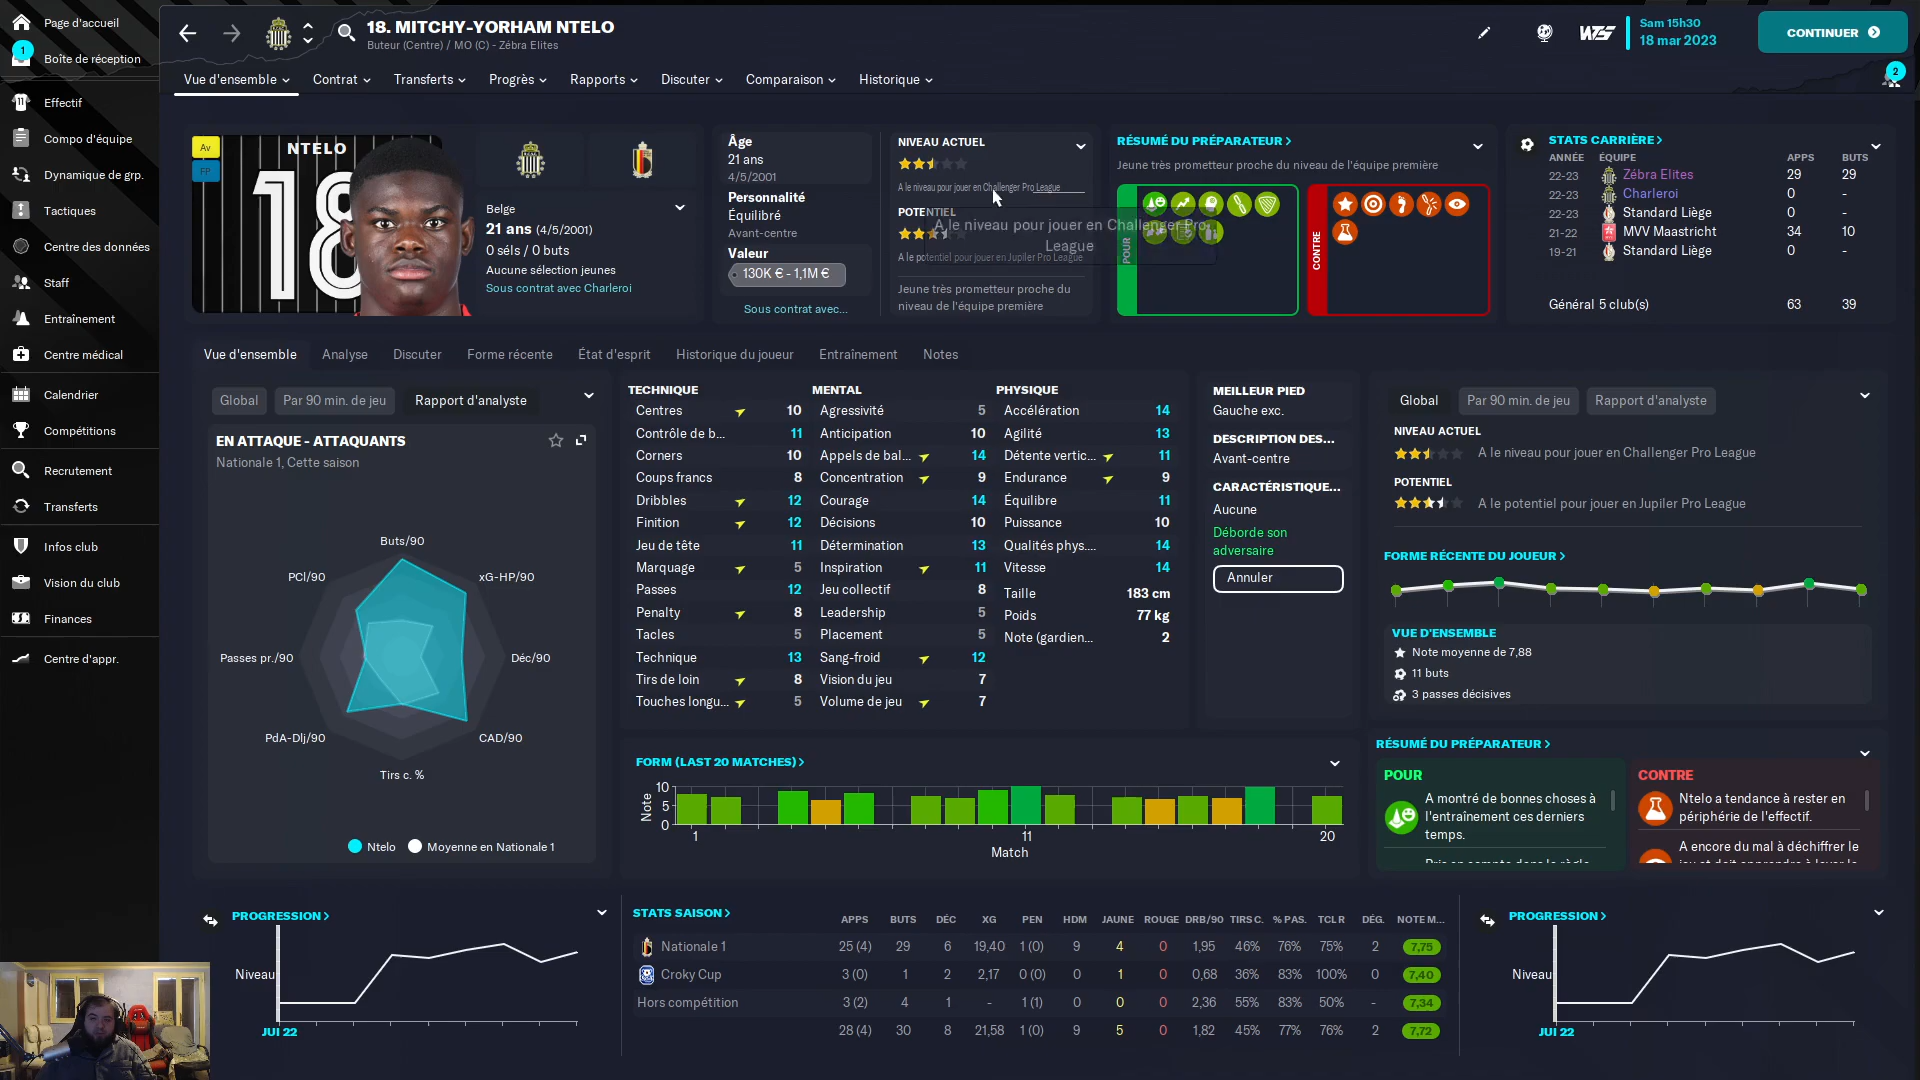 Page d'accueil
1
Boîte de réception
Effectif
Compo d'équipe
Dynamique de grp.
Tactiques
Centre des données
Staff
Entraînement
Centre médical
Calendrier
Compétitions
Recrutement
Transferts
Infos club
Vision du club
Finances
Centre d'appr.
18. MITCHY-YORHAM NTELO
Buteur (Centre) / MO (C) - Zébra Elites
Sam 15h30
18 mar 2023
CONTINUER
2
Vue d'ensemble
Contrat
Transferts
Progrès
Rapports
Discuter
Comparaison
Historique
Av
FP
NTELO
18
Belge
21 ans (4/5/2001)
0 séls / 0 buts
Aucune sélection jeunes
Sous contrat avec Charleroi
Âge
21 ans
4/5/2001
Personnalité
Équilibré
Avant-centre
Valeur
130K € - 1,1M €
Sous contrat avec...
NIVEAU ACTUEL
A le niveau pour jouer en Challenger Pro League
POTENTIEL
A le potentiel pour jouer en Jupiler Pro League
Jeune très prometteur proche du
niveau de l'équipe première
A le niveau pour jouer en Challenger Pro
League
RÉSUMÉ DU PRÉPARATEUR >
Jeune très prometteur proche du niveau de l'équipe première
POUR
CONTRE
STATS CARRIÈRE >
ANNÉE ÉQUIPE APPS BUTS
22-23 Zébra Elites 29 29
22-23 Charleroi 0 -
22-23 Standard Liège 0 -
21-22 MVV Maastricht 34 10
19-21 Standard Liège 0 -
Général 5 club(s) 63 39
Vue d'ensemble
Analyse
Discuter
Forme récente
État d'esprit
Historique du joueur
Entraînement
Notes
Global
Par 90 min. de jeu
Rapport d'analyste
EN ATTAQUE - ATTAQUANTS
Nationale 1, Cette saison
Buts/90
xG-HP/90
Déc/90
CAD/90
Tirs c. %
PdA-Dlj/90
Passes pr./90
PCl/90
Ntelo
Moyenne en Nationale 1
TECHNIQUE
Centres 10
Contrôle de b... 11
Corners 10
Coups francs 8
Dribbles 12
Finition 12
Jeu de tête 11
Marquage 5
Passes 12
Penalty 8
Tacles 5
Technique 13
Tirs de loin 8
Touches longu... 5
MENTAL
Agressivité 5
Anticipation 10
Appels de bal... 14
Concentration 9
Courage 14
Décisions 10
Détermination 13
Inspiration 11
Jeu collectif 8
Leadership 5
Placement 5
Sang-froid 12
Vision du jeu 7
Volume de jeu 7
PHYSIQUE
Accélération 14
Agilité 13
Détente vertic... 11
Endurance 9
Équilibre 11
Puissance 10
Qualités phys.... 14
Vitesse 14
Taille 183 cm
Poids 77 kg
Note (gardien... 2
MEILLEUR PIED
Gauche exc.
DESCRIPTION DES...
Avant-centre
CARACTÉRISTIQUE...
Aucune
Déborde son
adversaire
Annuler
FORM (LAST 20 MATCHES) >
Note
10
5
0
1 11 20
Match
Global
Par 90 min. de jeu
Rapport d'analyste
NIVEAU ACTUEL
A le niveau pour jouer en Challenger Pro League
POTENTIEL
A le potentiel pour jouer en Jupiler Pro League
FORME RÉCENTE DU JOUEUR >
VUE D'ENSEMBLE
Note moyenne de 7,88
11 buts
3 passes décisives
RÉSUMÉ DU PRÉPARATEUR >
POUR
A montré de bonnes choses à
l'entraînement ces derniers
temps.
CONTRE
Ntelo a tendance à rester en
périphérie de l'effectif.
A encore du mal à déchiffrer le
PROGRESSION >
Niveau
JUI 22
STATS SAISON >
APPS BUTS DÉC XG PEN HDM JAUNE ROUGE DRB/90 TIRS C. % PAS. TCL R DÉG. NOTE M...
Nationale 1 25 (4) 29 6 19,40 1 (0) 9 4 0 1,95 46% 76% 75% 2 7,75
Croky Cup 3 (0) 1 2 2,17 0 (0) 0 1 0 0,68 36% 83% 100% 0 7,40
Hors compétition 3 (2) 4 1 - 1 (1) 0 0 0 2,36 55% 83% 50% - 7,34
28 (4) 30 8 21,58 1 (0) 9 5 0 1,82 45% 77% 76% 2 7,72
PROGRESSION >
Niveau
JUI 22